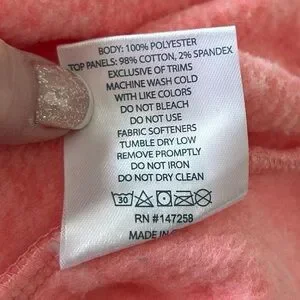 BODY: 100% POLYESTER
TOP PANELS: 98% COTTON, 2% SPANDEX
EXCLUSIVE OF TRIMS
MACHINE WASH COLD
WITH LIKE COLORS
DO NOT BLEACH
DO NOT USE
FABRIC SOFTENERS
TUMBLE DRY LOW
REMOVE PROMPTLY
DO NOT IRON
DO NOT DRY CLEAN
30
RN #147258
MADE IN